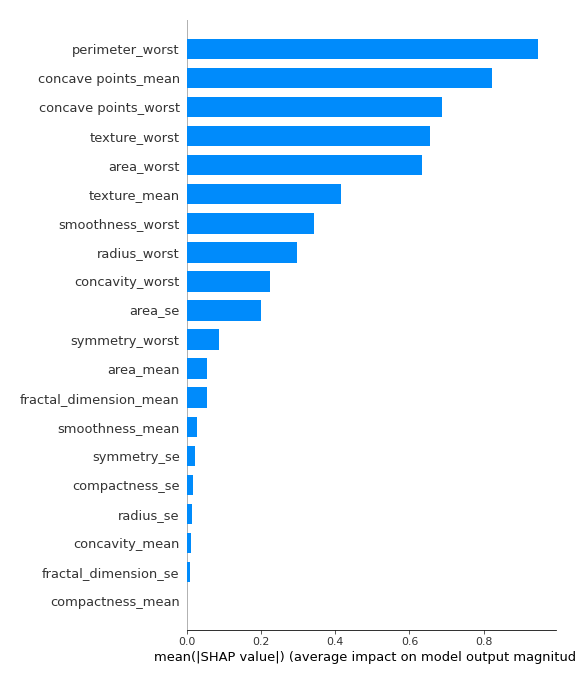 perimeter_worst
concave points_mean
concave points_worst
texture_worst
area_worst
texture_mean
smoothness_worst
radius_worst
concavity_worst
area_se
symmetry_worst
area_mean
fractal_dimension_mean
smoothness_mean
symmetry_se
compactness_se
radius_se
concavity_mean
fractal_dimension_se
compactness_mean
0.0 0.2 0.4 0.6 0.8
mean(|SHAP value|) (average impact on model output magnitud